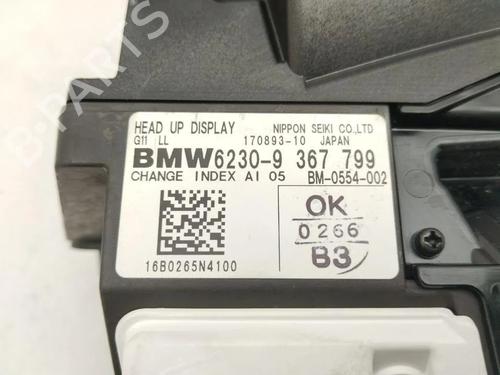 PARTS
HEAD UP DISPLAY NIPPON SEIKI CO.,LTD
G11 LL 170893-10 JAPAN
BMW6230-9 367 799
CHANGE INDEX AI 05 BM-0554-002
OK
0266
B3
16B0265N4100